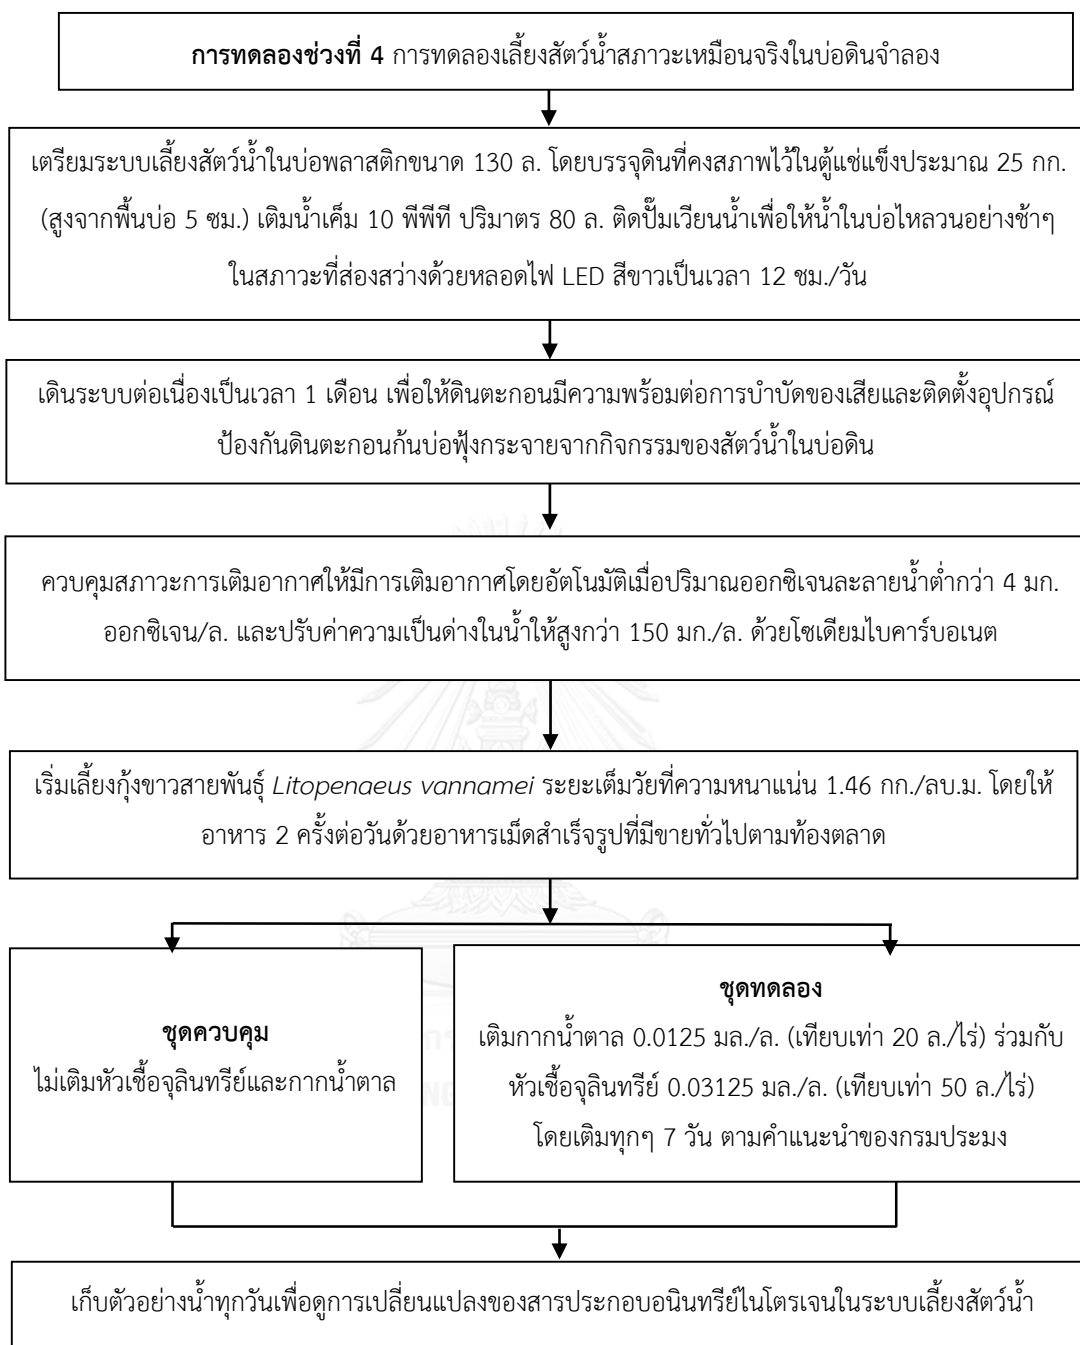 การทดลองช่วงที่ 4 การทดลองเลี้ยงสัตว์น้ำสภาวะเหมือนจริงในบ่อดินจำลอง
เตรียมระบบเลี้ยงสัตว์น้ำในบ่อพลาสติกขนาด 130 ล. โดยบรรจุดินที่คงสภาพไว้ในตู้แช่แข็งประมาณ 25 กก.
(สูงจากพื้นบ่อ 5 ซม.) เติมน้ำเค็ม 10 พีพีที ปริมาตร 80 ล. ติดปั๊มเวียนน้ำเพื่อให้น้ำในบ่อไหลวนอย่างช้าๆ
ในสภาวะที่ส่องสว่างด้วยหลอดไฟ LED สีขาวเป็นเวลา 12 ชม./วัน
เดินระบบต่อเนื่องเป็นเวลา 1 เดือน เพื่อให้ดินตะกอนมีความพร้อมต่อการบำบัดของเสียและติดตั้งอุปกรณ์
ป้องกันดินตะกอนก้นบ่อฟุ้งกระจายจากกิจกรรมของสัตว์น้ำในบ่อดิน
ควบคุมสภาวะการเติมอากาศให้มีการเติมอากาศโดยอัตโนมัติเมื่อปริมาณออกซิเจนละลายน้ำต่ำกว่า 4 มก.
ออกซิเจน/ล. และปรับค่าความเป็นด่างในน้ำให้สูงกว่า 150 มก./ล. ด้วยโซเดียมไบคาร์บอเนต
เริ่มเลี้ยงกุ้งขาวสายพันธุ์ Litopenaeus vannamei ระยะเต็มวัยที่ความหนาแน่น 1.46 กก./ลบ.ม. โดยให้
อาหาร 2 ครั้งต่อวันด้วยอาหารเม็ดสำเร็จรูปที่มีขายทั่วไปตามท้องตลาด
ชุดควบคุม
ไม่เติมหัวเชื้อจุลินทรีย์และกากน้ำตาล
ชุดทดลอง
เติมกากน้ำตาล 0.0125 มล./ล. (เทียบเท่า 20 ล./ไร่) ร่วมกับ
หัวเชื้อจุลินทรีย์ 0.03125 มล./ล. (เทียบเท่า 50 ล./ไร่)
โดยเติมทุกๆ 7 วัน ตามคำแนะนำของกรมประมง
เก็บตัวอย่างน้ำทุกวันเพื่อดูการเปลี่ยนแปลงของสารประกอบอนินทรีย์ไนโตรเจนในระบบเลี้ยงสัตว์น้ำ